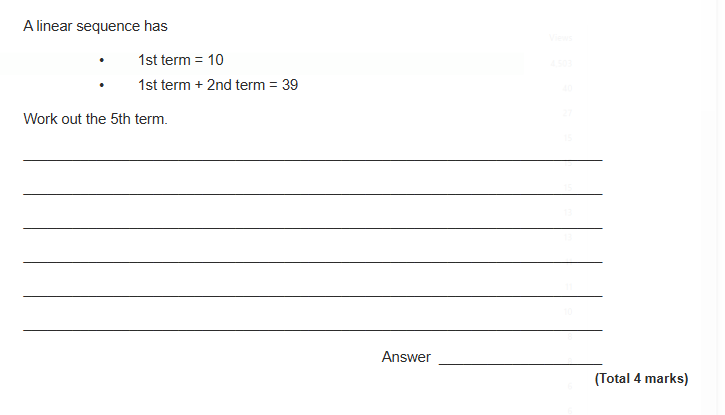 A linear sequence has
• 1st term = 10
• 1st term + 2nd term = 39
Work out the 5th term.
Answer
(Total 4 marks)